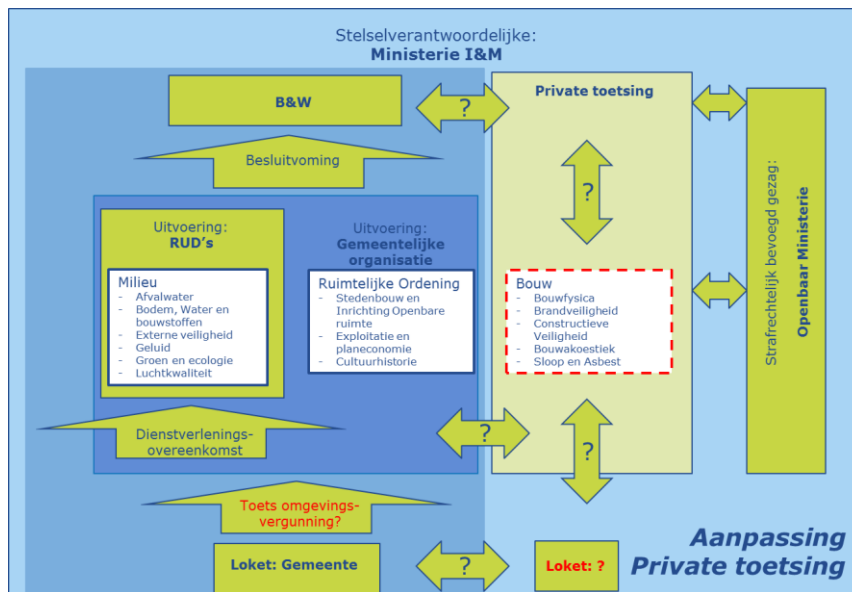 Stelselverantwoordelijke:
Ministerie I&M
B&W
?
Private toetsing
Besluitvoming
?
Uitvoering:
RUD's
Uitvoering:
Gemeentelijke
organisatie
Milieu
- Afvalwater
- Bodem, Water en
bouwstoffen
- Externe veiligheid
- Geluid
- Groen en ecologie
- Luchtkwaliteit
Ruimtelijke Ordening
- Stedenbouw en
Inrichting Openbare
ruimte
- Exploitatie en
planeconomie
- Cultuurhistorie
Bouw
- Bouwfysica
- Brandveiligheid
- Constructieve
Veiligheid
- Bouwakoestiek
- Sloop en Asbest
Strafrechtelijk bevoegd gezag:
Openbaar Ministerie
Dienstverlenings-
overeenkomst
?
?
Toets omgevings-
vergunning?
Loket: Gemeente
?
Loket: ?
Aanpassing
Private toetsing